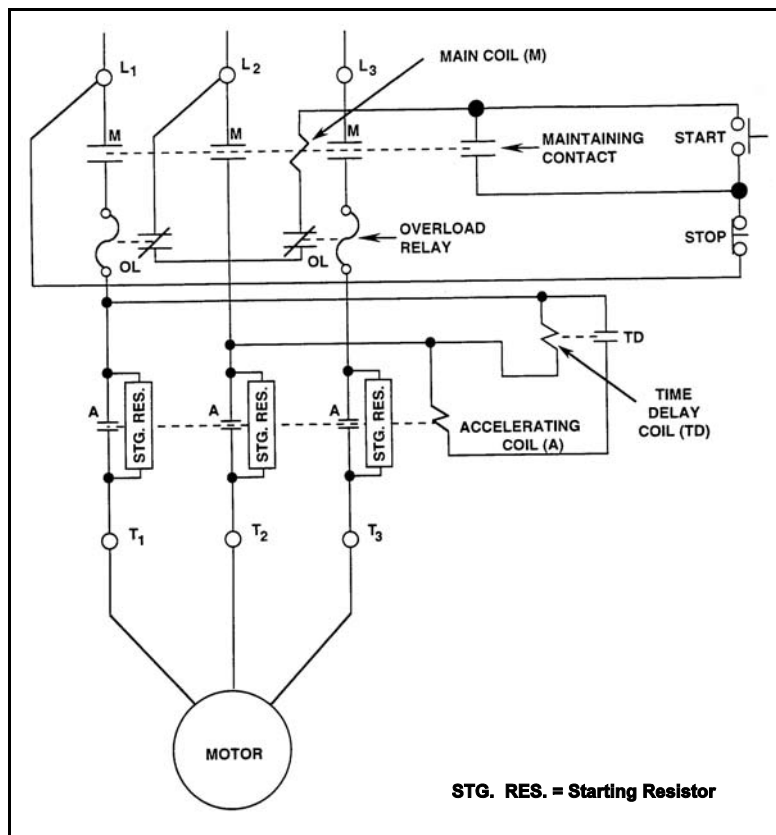 MAIN COIL (M)
L1
L2
L3
M
M
M
MAINTAINING
CONTACT
START
OVERLOAD
RELAY
STOP
OL
OL
TD
TIME
DELAY
COIL (TD)
A
STG. RES.
A
STG. RES.
A
STG. RES.
ACCELERATING
COIL (A)
T1
T2
T3
MOTOR
STG. RES. = Starting Resistor